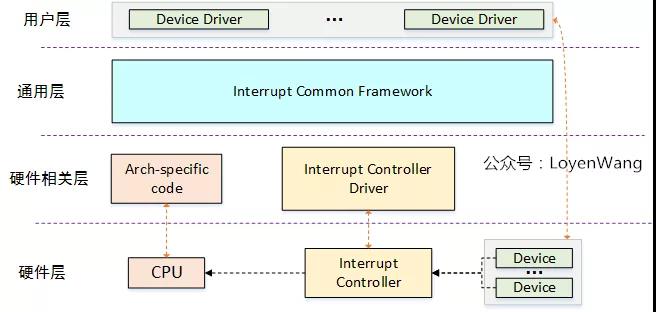 用户层
Device Driver
...
Device Driver
通用层
Interrupt Common Framework
硬件相关层
Arch-specific
code
Interrupt Controller
Driver
公众号：LoyenWang
硬件层
CPU
Interrupt
Controller
Device
...
Device